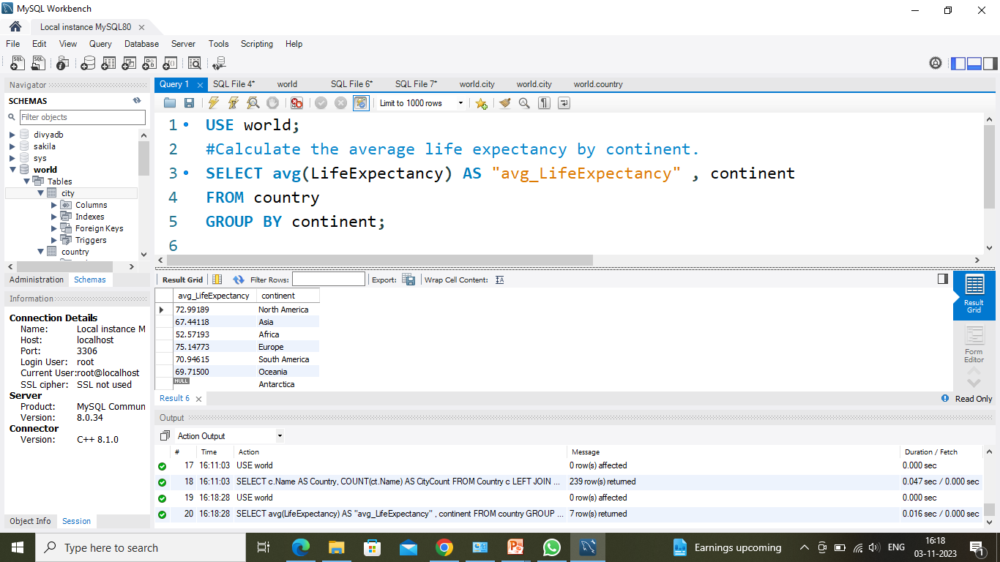 MySQL Workbench
Local instance MySQL80
File Edit View Query Database Server Tools Scripting Help
Navigator
SCHEMAS
Filter objects
divyadb
sakila
sys
world
Tables
city
Columns
Indexes
Foreign Keys
Triggers
country
Administration Schemas
Information
Connection Details
Name: Local instance M
Host: localhost
Port: 3306
Login User: root
Current User: root@localhost
SSL cipher: SSL not used
Server
Product: MySQL Commun
Version: 8.0.34
Connector
Version: C++ 8.1.0
Object Info Session
Query 1 SQL File 4* world SQL File 6* SQL File 7* world.city world.city world.country
Limit to 1000 rows
1 USE world;
2 #Calculate the average life expectancy by continent.
3 SELECT avg(LifeExpectancy) AS "avg_LifeExpectancy" , continent
4 FROM country
5 GROUP BY continent;
6
Result Grid Filter Rows: Export: Wrap Cell Content:
avg_LifeExpectancy continent
72.99189 North America
67.44118 Asia
52.57193 Africa
75.14773 Europe
70.94615 South America
69.71500 Oceania
NULL Antarctica
Result Grid
Form Editor
Result 6
Read Only
Output
Action Output
# Time Action Message Duration / Fetch
17 16:11:03 USE world 0 row(s) affected 0.000 sec
18 16:11:03 SELECT c.Name AS Country, COUNT(ct.Name) AS CityCount FROM Country c LEFT JOIN ... 239 row(s) returned 0.047 sec / 0.000 sec
19 16:18:28 USE world 0 row(s) affected 0.000 sec
20 16:18:28 SELECT avg(LifeExpectancy) AS "avg_LifeExpectancy" , continent FROM country GROUP ... 7 row(s) returned 0.016 sec / 0.000 sec
Type here to search
Earnings upcoming
ENG
16:18
03-11-2023
1